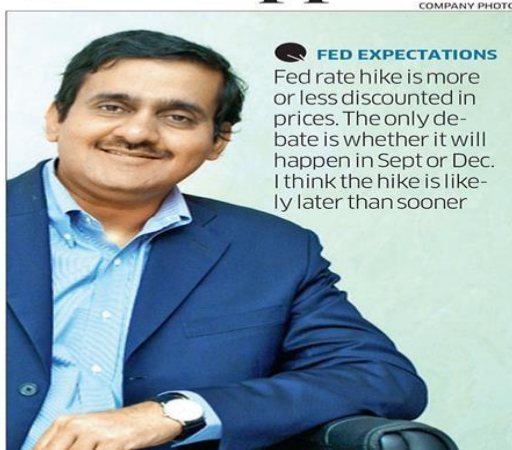 COMPANY PHOTO
FED EXPECTATIONS
Fed rate hike is more
or less discounted in
prices. The only de-
bate is whether it will
happen in Sept or Dec.
I think the hike is like-
ly later than sooner